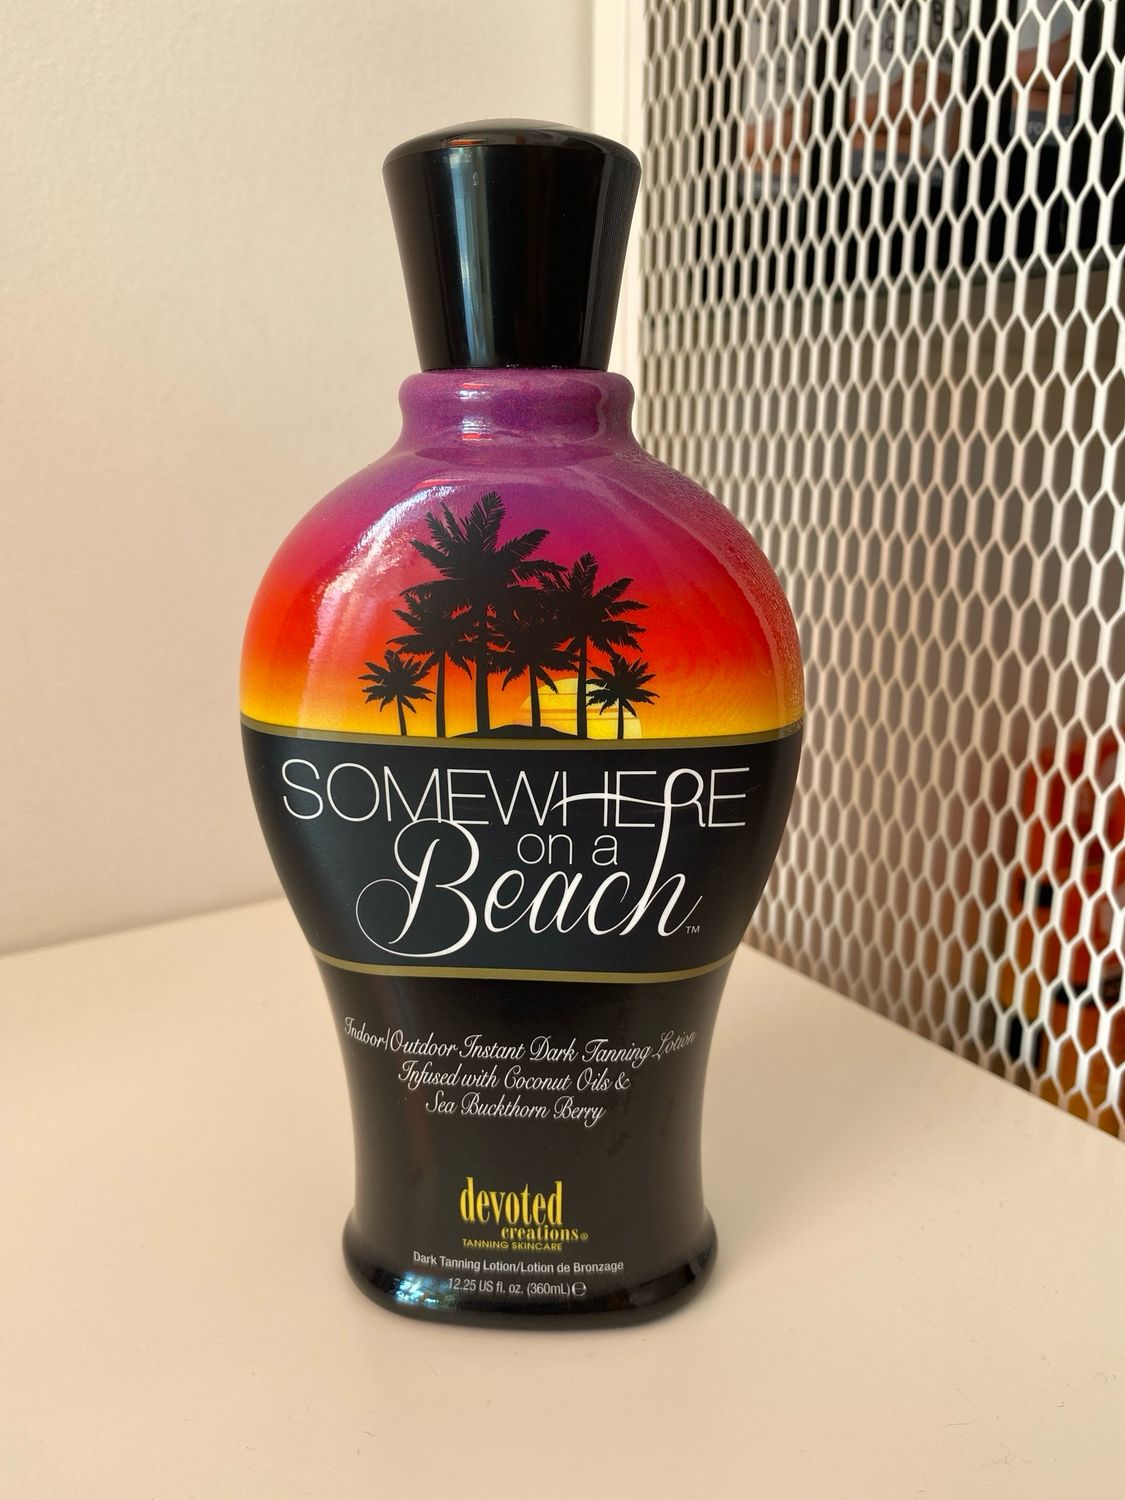 SOMEWHERE
on a
Beach™
Indoor/Outdoor Instant Dark Tanning Lotion
Infused with Coconut Oils &
Sea Buckthorn Berry
devoted
creations®
TANNING SKINCARE
Dark Tanning Lotion/Lotion de Bronzage
12.25 US fl. oz. (360mL) ℮